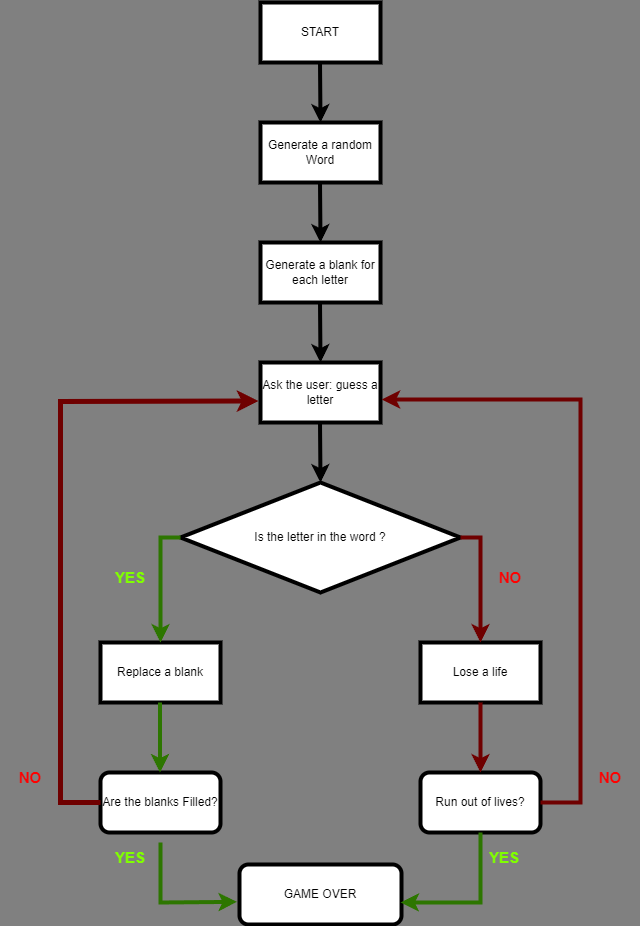 START
Generate a random
Word
Generate a blank for
each letter
Ask the user: guess a
letter
Is the letter in the word ?
YES
NO
Replace a blank
Lose a life
NO
NO
Are the blanks Filled?
Run out of lives?
YES
YES
GAME OVER